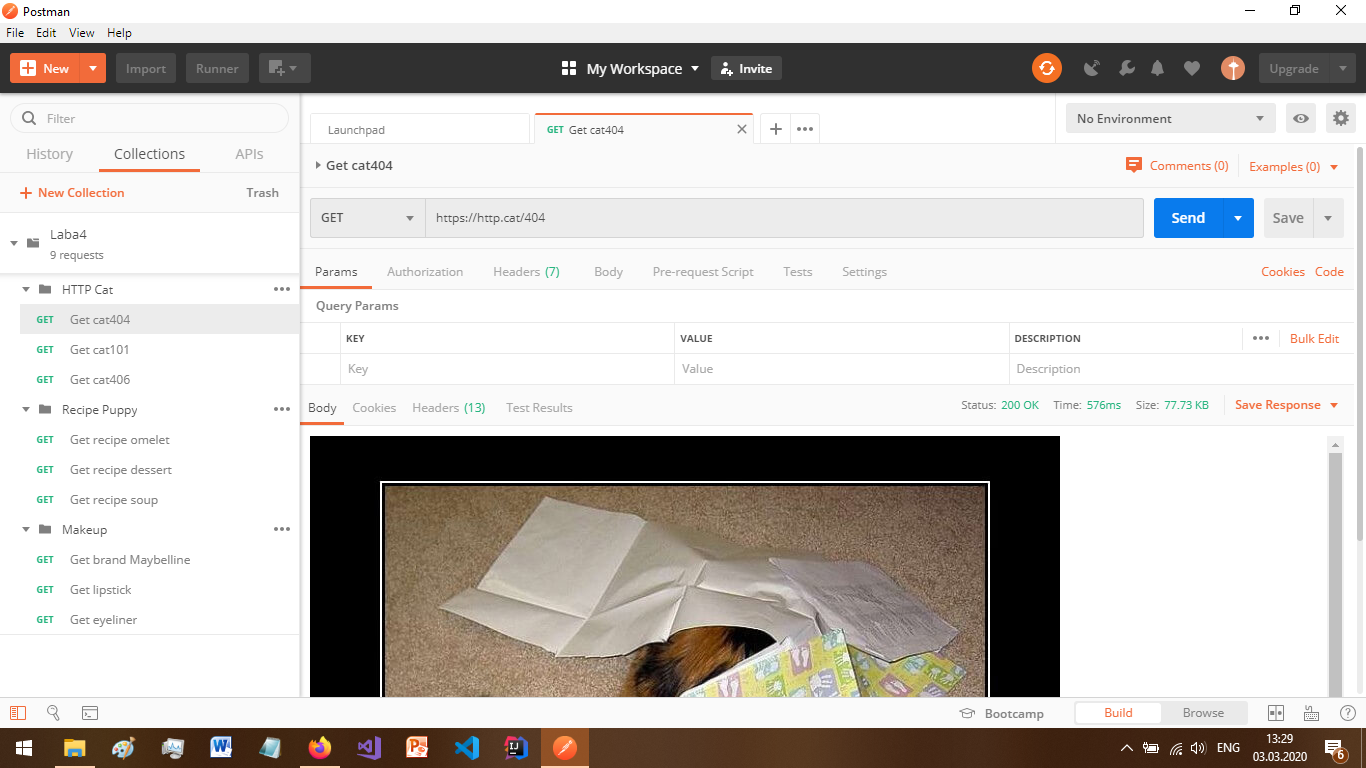 Postman
File Edit View Help
New Import Runner My Workspace Invite Upgrade
Filter
History Collections APIs
+ New Collection Trash
Laba4
9 requests
HTTP Cat
GET Get cat404
GET Get cat101
GET Get cat406
Recipe Puppy
GET Get recipe omelet
GET Get recipe dessert
GET Get recipe soup
Makeup
GET Get brand Maybelline
GET Get lipstick
GET Get eyeliner
Launchpad GET Get cat404
No Environment
Get cat404 Comments (0) Examples (0)
GET https://http.cat/404 Send Save
Params Authorization Headers (7) Body Pre-request Script Tests Settings Cookies Code
Query Params
KEY VALUE DESCRIPTION Bulk Edit
Key Value Description
Body Cookies Headers (13) Test Results Status: 200 OK Time: 576ms Size: 77.73 KB Save Response
Bootcamp Build Browse
ENG
13:29
03.03.2020
6